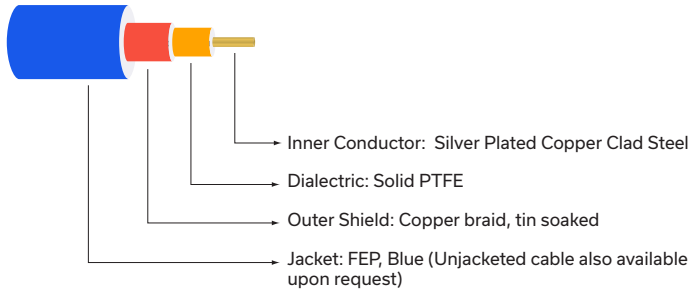 Inner Conductor:  Silver Plated Copper Clad Steel
Dialectric: Solid PTFE
Outer Shield: Copper braid, tin soaked
Jacket: FEP, Blue (Unjacketed cable also available
upon request)